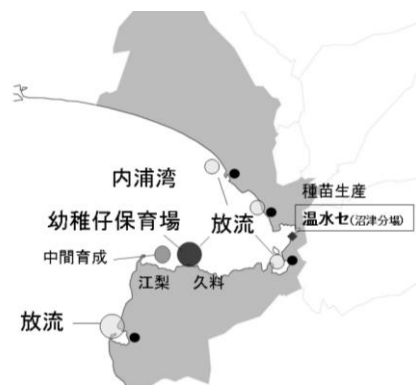 内浦湾
種苗生産
温水セ(沼津分場)
放流
幼稚仔保育場
中間育成
江梨
久料
放流